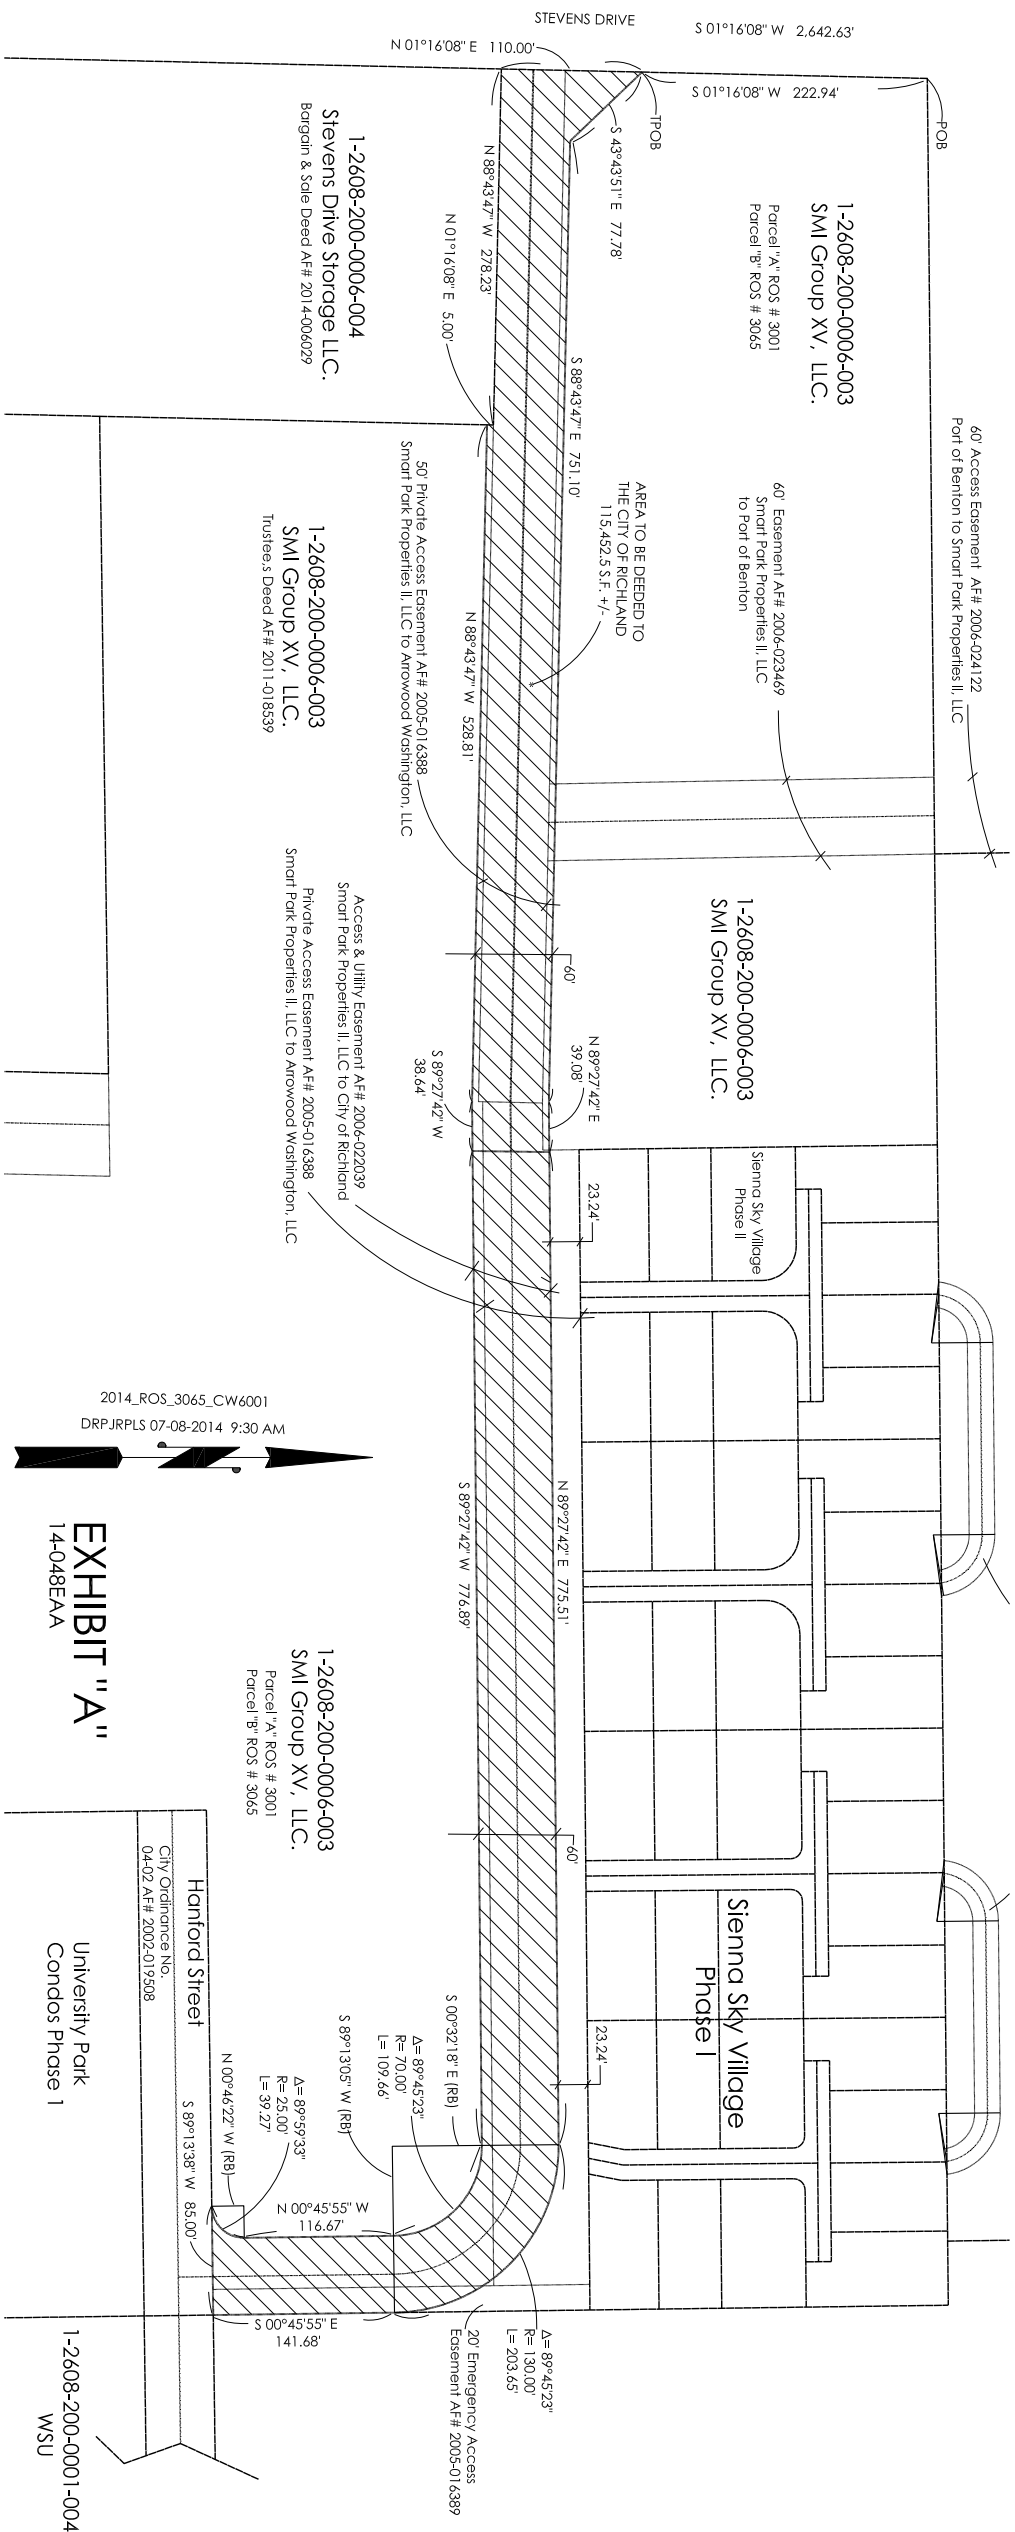 STEVENS DRIVE
S 01°16'08" W 2,642.63'
N 01°16'08" E 110.00'
S 01°16'08" W 222.94'
POB
TPOB
S 43°43'51" E 77.78'
1-2608-200-0006-003
SMI Group XV, LLC.
Parcel "A" ROS # 3001
Parcel "B" ROS # 3065
1-2608-200-0006-004
Stevens Drive Storage LLC.
Bargain & Sale Deed AF# 2014-006029
N 88°43'47" W 278.23'
N 01°16'08" E 5.00'
S 88°43'47" E 751.10'
60' Access Easement AF# 2006-024122
Port of Benton to Smart Park Properties II, LLC
60' Easement AF# 2006-023469
Smart Park Properties II, LLC
to Port of Benton
AREA TO BE DEEDED TO
THE CITY OF RICHLAND
115,452.5 S.F. +/-
50' Private Access Easement AF# 2005-016388
Smart Park Properties II, LLC to Arrowood Washington, LLC
N 88°43'47" W 528.81'
1-2608-200-0006-003
SMI Group XV, LLC.
Trustee,s Deed AF# 2011-018539
1-2608-200-0006-003
SMI Group XV, LLC.
60'
N 89°27'42" E
39.08'
S 89°27'42" W
38.64'
Access & Utility Easement AF# 2006-022039
Smart Park Properties II, LLC to City of Richland
Private Access Easement AF# 2005-016388
Smart Park Properties II, LLC to Arrowood Washington, LLC
Sienna Sky Village
Phase II
23.24'
2014_ROS_3065_CW6001
DRPJRPLS 07-08-2014 9:30 AM
N 89°27'42" E 775.51'
S 89°27'42" W 776.89'
EXHIBIT "A"
14-048EAA
1-2608-200-0006-003
SMI Group XV, LLC.
Parcel "A" ROS # 3001
Parcel "B" ROS # 3065
60'
Sienna Sky Village
Phase I
23.24'
Hanford Street
City Ordinance No.
04-02 AF# 2002-019508
University Park
Condos Phase 1
S 00°32'18" E (RB)
Δ= 89°45'23"
R= 70.00'
L= 109.66'
S 89°13'05" W (RB)
Δ= 89°59'33"
R= 25.00'
L= 39.27'
N 00°46'22" W (RB)
S 89°13'38" W 85.00'
N 00°45'55" W
116.67'
S 00°45'55" E
141.68'
Δ= 89°45'23"
R= 130.00'
L= 203.65'
20' Emergency Access
Easement AF# 2005-016389
1-2608-200-0001-004
WSU